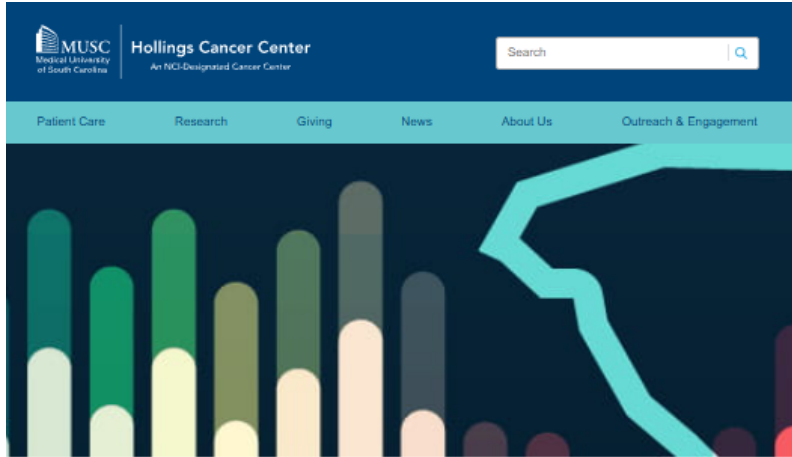 MUSC
Medical University
of South Carolina
Hollings Cancer Center
An NCI-Designated Cancer Center
Search
Patient Care Research Giving News About Us Outreach & Engagement